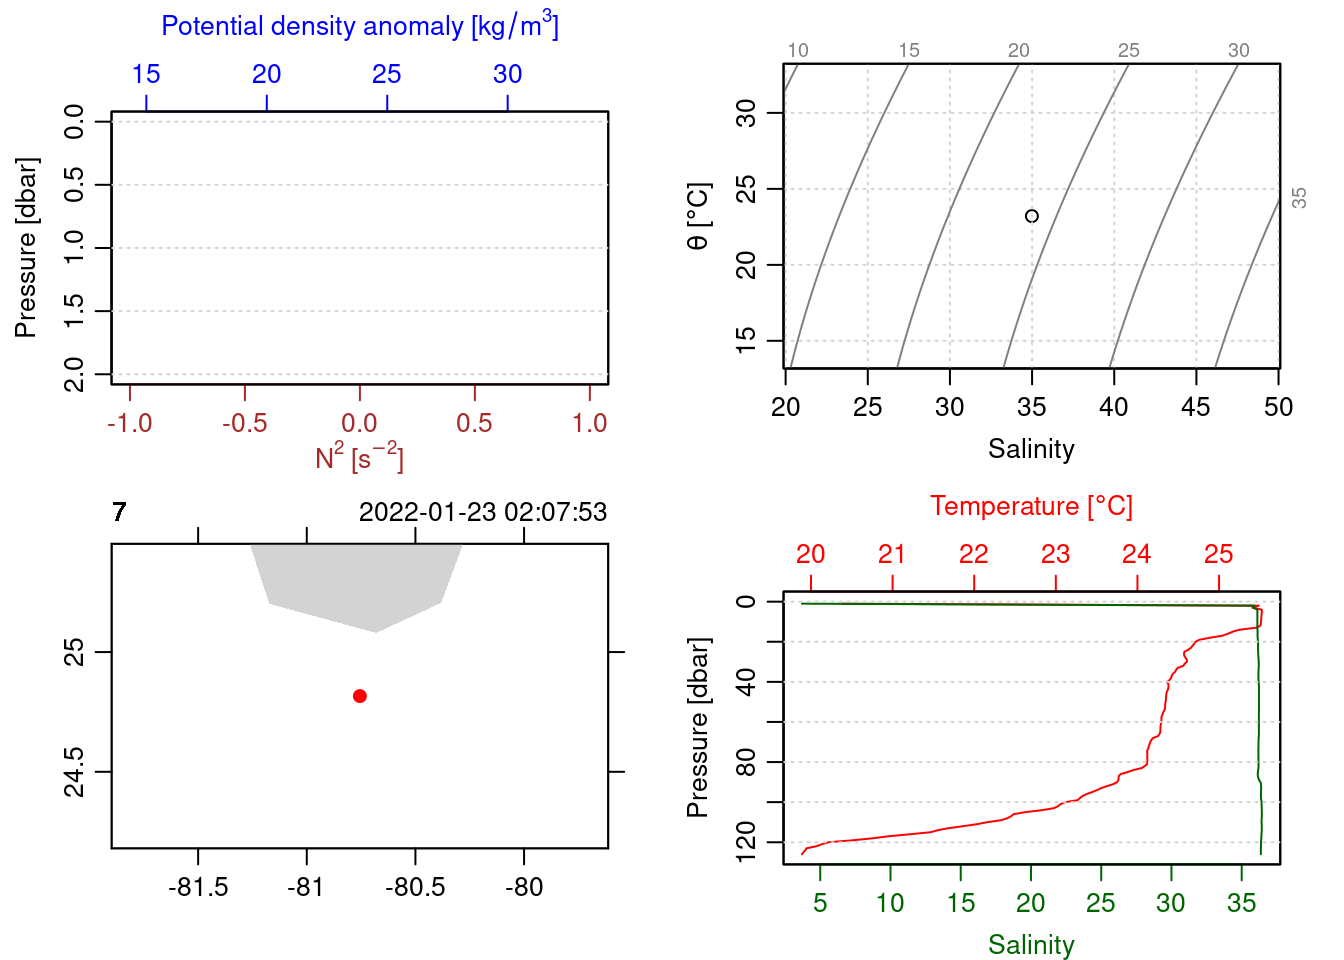 Potential density anomaly [kg/m³]
15 20 25 30
Pressure [dbar]
0.0 0.5 1.0 1.5 2.0
-1.0 -0.5 0.0 0.5 1.0
N² [s⁻²]
10 15 20 25 30
35
θ [°C]
30 25 20 15
20 25 30 35 40 45 50
Salinity
7 2022-01-23 02:07:53
25
24.5
-81.5 -81 -80.5 -80
Temperature [°C]
20 21 22 23 24 25
Pressure [dbar]
0 40 80 120
5 10 15 20 25 30 35
Salinity